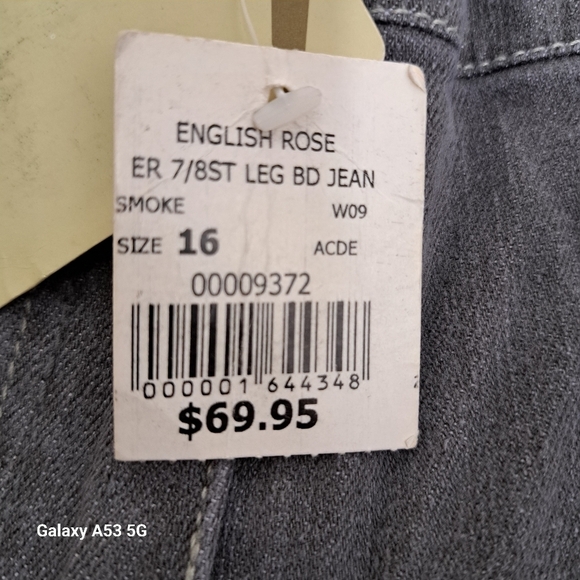 ENGLISH ROSE
ER 7/8ST LEG BD JEAN
SMOKE W09
SIZE 16 ACDE
00009372
000001 644348
$69.95
Galaxy A53 5G